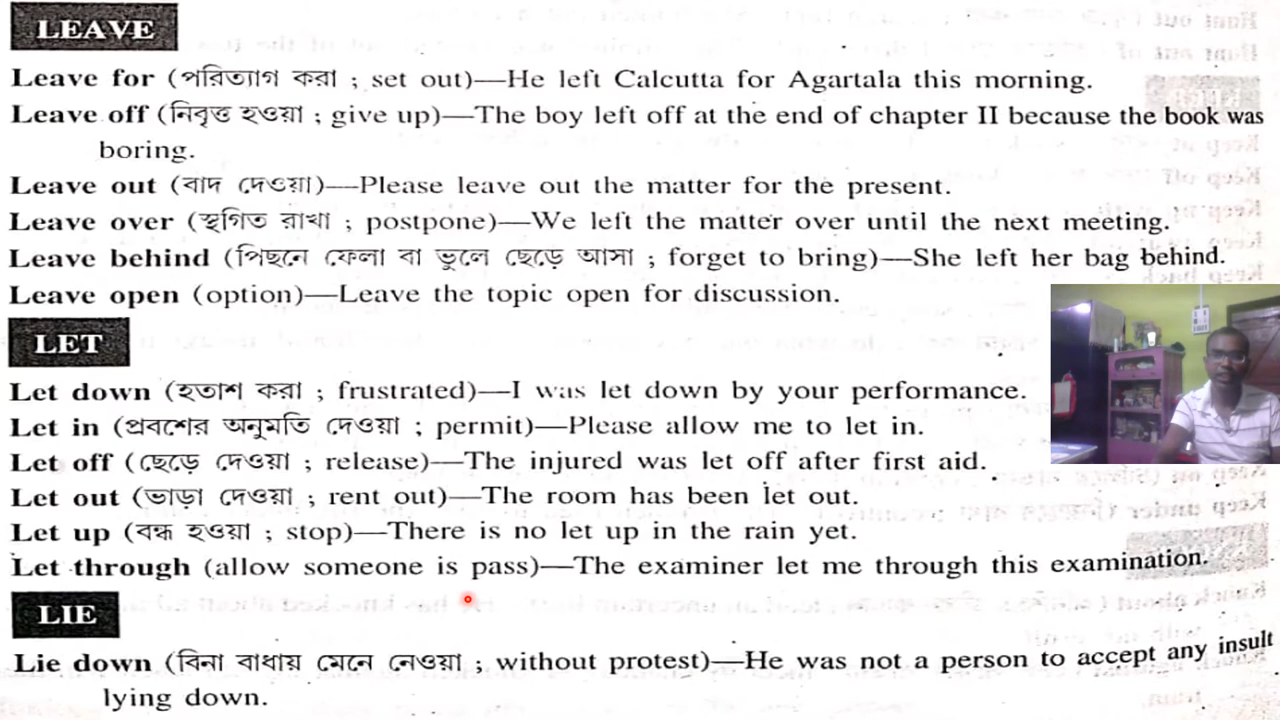 LEAVE
Leave for (পরিত্যাগ করা ; set out)—He left Calcutta for Agartala this morning.
Leave off (নিবৃত্ত হওয়া ; give up)—The boy left off at the end of chapter II because the book was
boring.
Leave out (বাদ দেওয়া)—Please leave out the matter for the present.
Leave over (স্থগিত রাখা ; postpone)—We left the matter over until the next meeting.
Leave behind (পিছনে ফেলা বা ভুলে ছেড়ে আসা ; forget to bring)—She left her bag behind.
Leave open (option)—Leave the topic open for discussion.
LET
Let down (হতাশ করা ; frustrated)—I was let down by your performance.
Let in (প্রবশের অনুমতি দেওয়া ; permit)—Please allow me to let in.
Let off (ছেড়ে দেওয়া ; release)—The injured was let off after first aid.
Let out (ভাড়া দেওয়া ; rent out)—The room has been let out.
Let up (বন্ধ হওয়া ; stop)—There is no let up in the rain yet.
Let through (allow someone is pass)—The examiner let me through this examination.
LIE
Lie down (বিনা বাধায় মেনে নেওয়া ; without protest)—He was not a person to accept any insult
lying down.